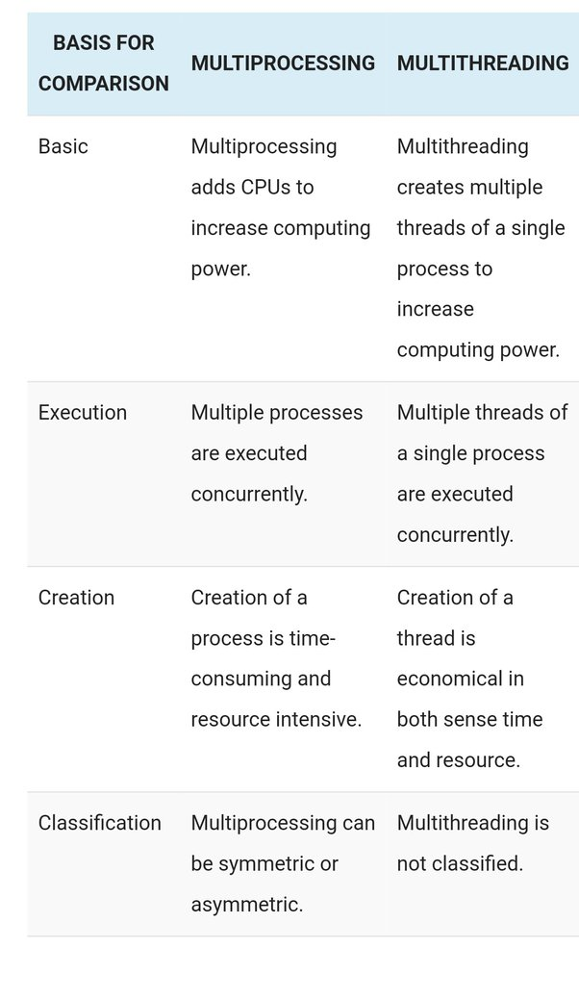 BASIS FOR
COMPARISON
MULTIPROCESSING
MULTITHREADING
Basic
Multiprocessing
adds CPUs to
increase computing
power.
Multithreading
creates multiple
threads of a single
process to
increase
computing power.
Execution
Multiple processes
are executed
concurrently.
Multiple threads of
a single process
are executed
concurrently.
Creation
Creation of a
process is time-
consuming and
resource intensive.
Creation of a
thread is
economical in
both sense time
and resource.
Classification
Multiprocessing can
be symmetric or
asymmetric.
Multithreading is
not classified.